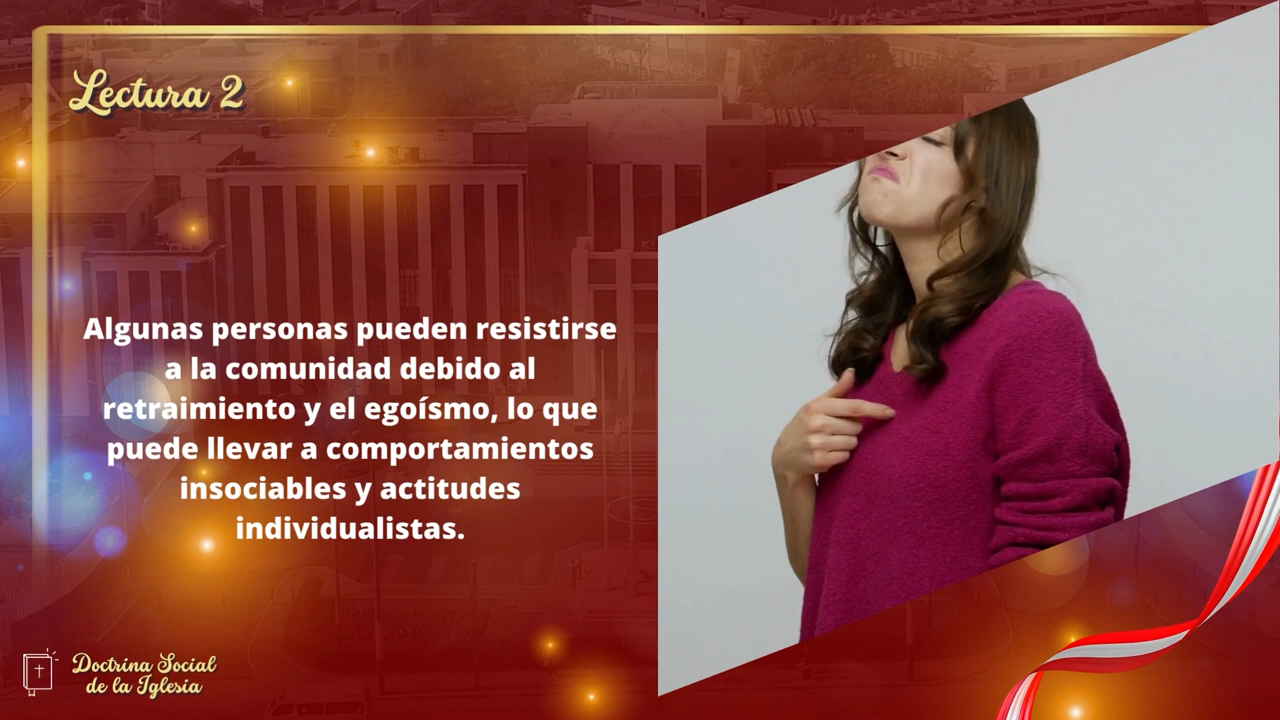 Lectura 2
Algunas personas pueden resistirse
a la comunidad debido al
retraimiento y el egoísmo, lo que
puede llevar a comportamientos
insociables y actitudes
individualistas.
Doctrina Social
de la Iglesia